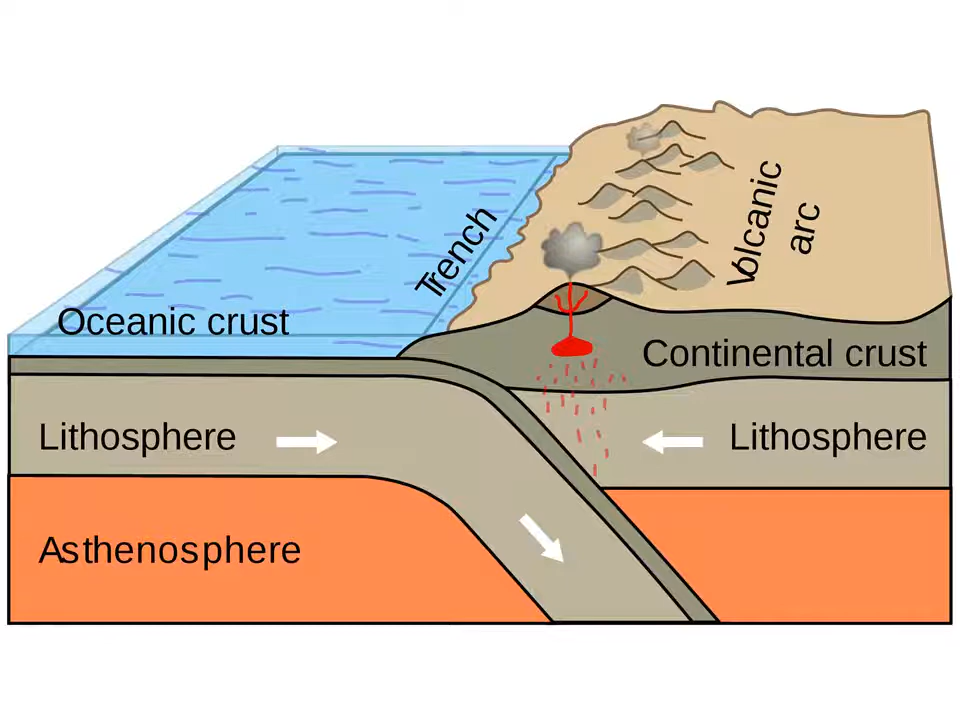 Trench
Volcanic
arc
Oceanic crust
Continental crust
Lithosphere
Lithosphere
Asthenosphere